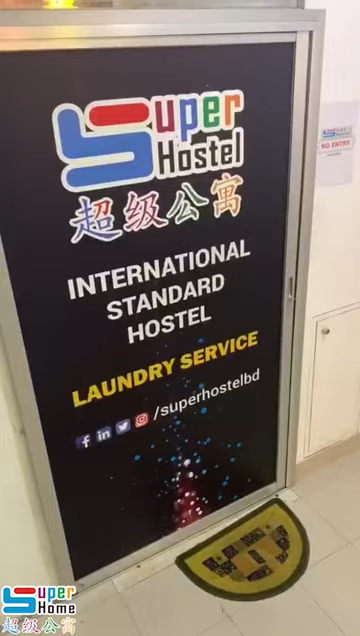 Super
Hostel
超级公寓
INTERNATIONAL
STANDARD
HOSTEL
LAUNDRY SERVICE
/superhostelbd
NO ENTRY
Super
Home
超级公寓